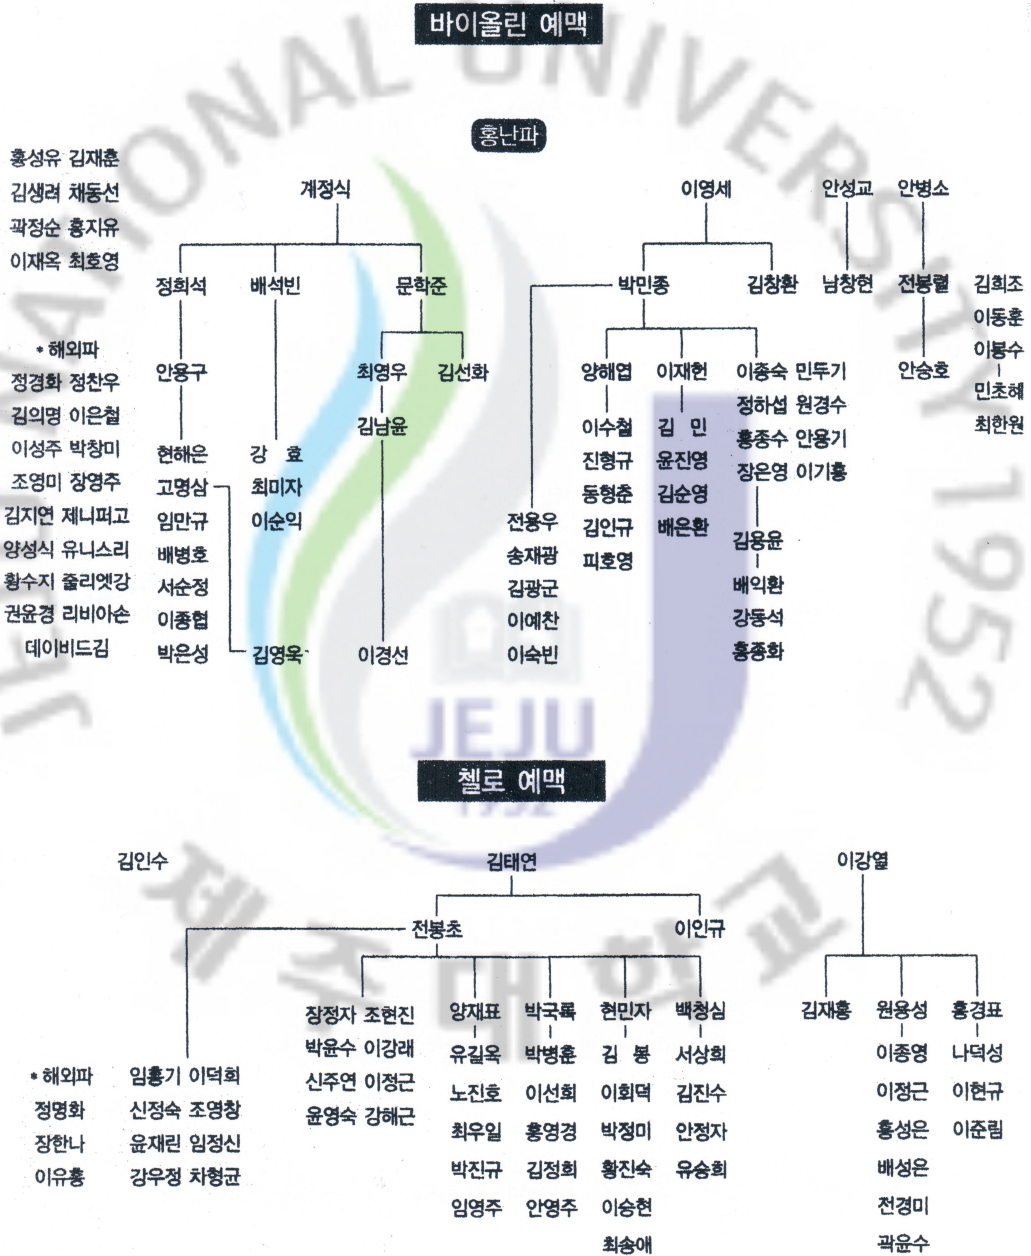 바이올린 예맥
홍난파
홍성유 김재훈
김생려 채동선
곽정순 홍지유
이재옥 최호영
계정식 이영세 안성교 안병소
정희석 배석빈 문학준 박민종 김창환 남창현 전봉렬 김희조
이동훈
이봉수
민초혜
최한원
* 해외파
정경화 정찬우
김의명 이은철
이성주 박창미
조영미 장영주
김지연 제니퍼고
양성식 유니스리
황수지 줄리엣강
권윤경 리비아손
데이비드김
안용구 최영우 김선화 양해엽 이재헌 이종숙 민두기 안승호
정하섭 원경수
홍종수 안용기
장은영 이기홍
김남윤
현해은
고명삼
임만규
배병호
서순정
이종협
박은성
강 효
최미자
이순익
김영욱
이경선
전용우
송재광
김광군
이예찬
이숙빈
이수철
진형규
동형춘
김인규
피호영
김 민
윤진영
김순영
배은환
김용윤
배익환
강동석
홍종화
JEJU NATIONAL UNIVERSITY 1952
JEJU
1952
제주대학교
첼로 예맥
김인수 김태연 이강열
전봉초 이인규
장정자 조현진
박윤수 이강래
신주연 이정근
윤영숙 강해근
양재표
유길옥
노진호
최우일
박진규
임영주
박국록
박병훈
이선희
홍영경
김정희
안영주
현민자
김 봉
이희덕
박정미
황진숙
이승현
최송애
백청심
서상희
김진수
안정자
유승희
김재홍
원용성
이종영
이정근
홍성은
배성은
전경미
곽윤수
홍경표
나덕성
이현규
이준림
* 해외파
정명화
장한나
이유홍
임홍기 이덕희
신정숙 조영창
윤재린 임정신
강우정 차형균